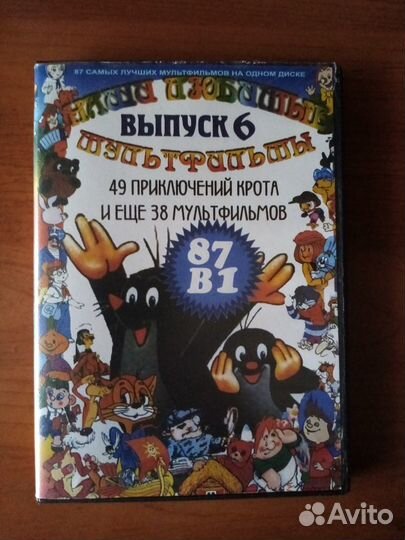 87 САМЫХ ЛУЧШИХ МУЛЬТФИЛЬМОВ НА ОДНОМ ДИСКЕ
НАШИ ЛЮБИМЫЕ
ВЫПУСК 6
МУЛЬТФИЛЬМЫ
49 ПРИКЛЮЧЕНИЙ КРОТА
И ЕЩЕ 38 МУЛЬТФИЛЬМОВ
87
В1
Avito